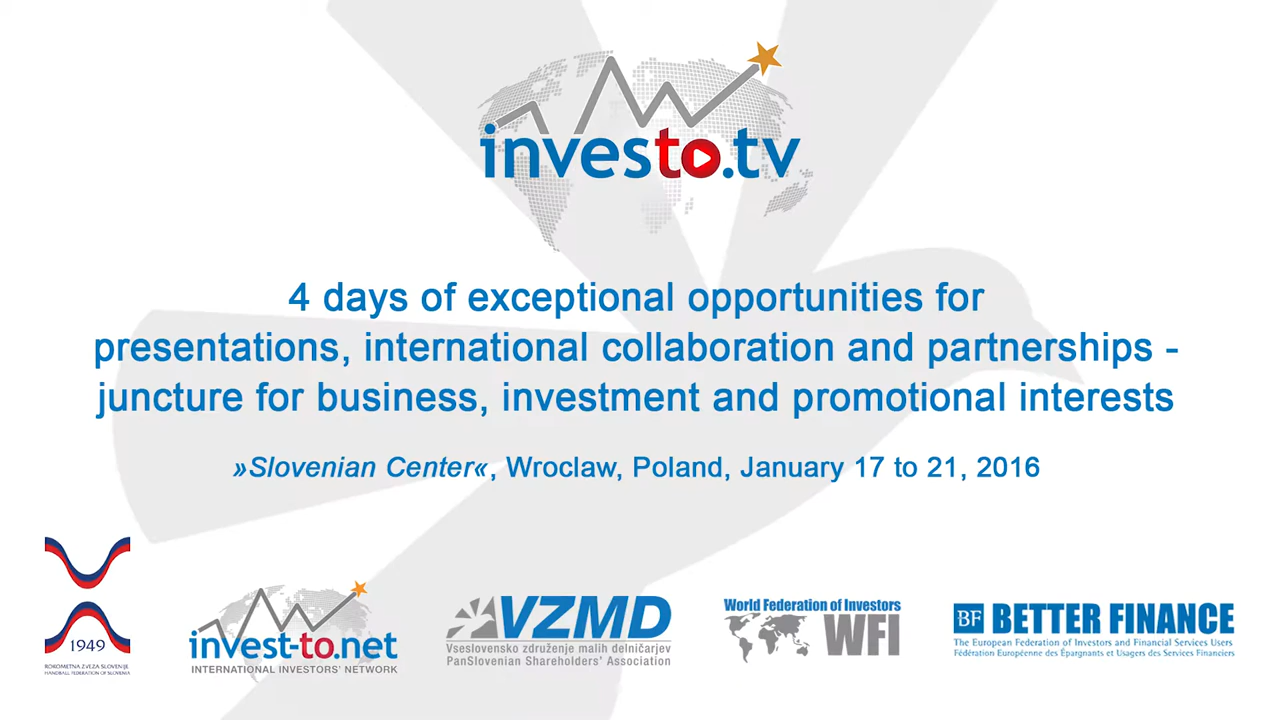 investo.tv
4 days of exceptional opportunities for
presentations, international collaboration and partnerships -
juncture for business, investment and promotional interests
»Slovenian Center«, Wroclaw, Poland, January 17 to 21, 2016
1949
ROKOMETNA ZVEZA SLOVENIJE
HANDBALL FEDERATION OF SLOVENIA
invest-to.net
INTERNATIONAL INVESTORS' NETWORK
VZMD
Vseslovensko združenje malih delničarjev
PanSlovenian Shareholders' Association
World Federation of Investors
WFI
BF BETTER FINANCE
The European Federation of Investors and Financial Services Users
Fédération Européenne des Épargnants et Usagers des Services Financiers